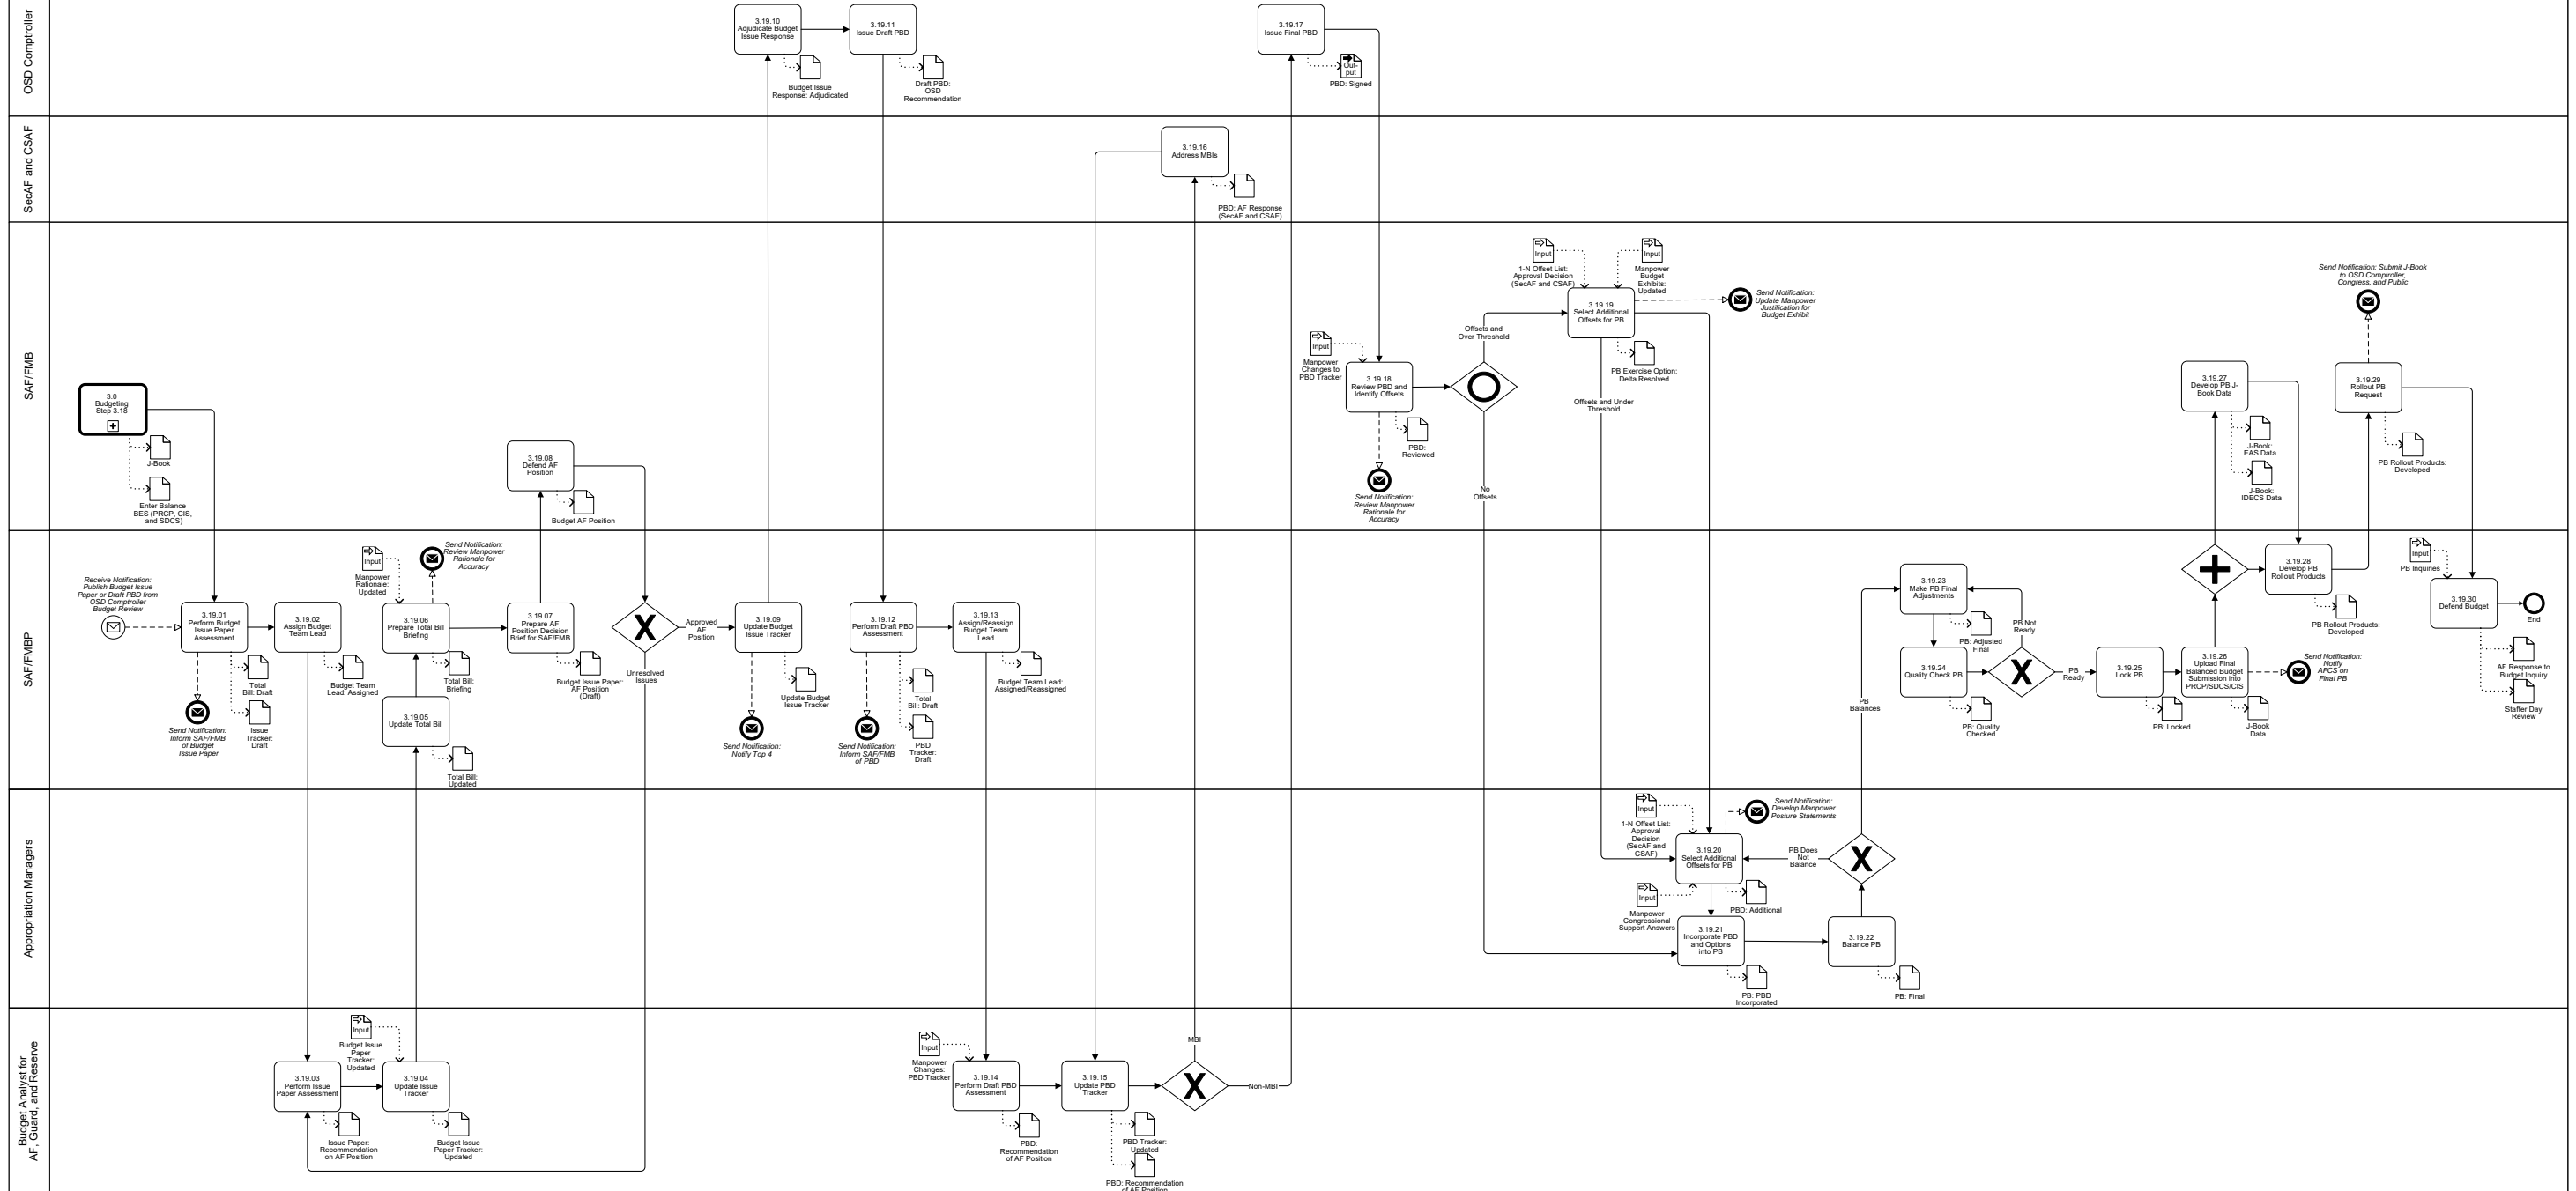 OSD Comptroller
3.19.10
Adjudicate Budget
Issue Response
Budget Issue
Response: Adjudicated
3.19.11
Issue Draft PBD
Draft PBD:
OSD
Recommendation
3.19.17
Issue Final PBD
Out-
put
PBD: Signed
SecAF and CSAF
3.19.16
Address MBIs
PBD: AF Response
(SecAF and CSAF)
SAF/FMB
3.0
Budgeting
Step 3.18
J-Book
Enter Balance
BES (PRCP, CIS,
and SDCS)
3.19.08
Defend AF
Position
Budget AF Position
Input
Manpower
Changes to
PBD Tracker
3.19.18
Review PBD and
Identify Offsets
PBD:
Reviewed
Send Notification:
Review Manpower
Rationale for
Accuracy
Offsets and
Over Threshold
No
Offsets
Input
1-N Offset List:
Approval Decision
(SecAF and CSAF)
Input
Manpower
Budget
Exhibits:
Updated
3.19.19
Select Additional
Offsets for PB
Send Notification:
Update Manpower
Justification for
Budget Exhibit
PB Exercise Option:
Delta Resolved
Offsets and Under
Threshold
3.19.27
Develop PB J-
Book Data
J-Book:
EAS Data
J-Book:
IDECS Data
Send Notification: Submit J-Book
to OSD Comptroller,
Congress, and Public
3.19.29
Rollout PB
Request
PB Rollout Products:
Developed
SAF/FMBP
Receive Notification:
Publish Budget Issue
Paper or Draft PBD from
OSD Comptroller
Budget Review
3.19.01
Perform Budget
Issue Paper
Assessment
Total
Bill: Draft
Issue
Tracker:
Draft
Send Notification:
Inform SAF/FMB
of Budget
Issue Paper
3.19.02
Assign Budget
Team Lead
Budget Team
Lead: Assigned
Input
Manpower
Rationale:
Updated
Send Notification:
Review Manpower
Rationale for
Accuracy
3.19.06
Prepare Total Bill
Briefing
Total Bill:
Briefing
3.19.05
Update Total Bill
Total Bill:
Updated
3.19.07
Prepare AF
Position Decision
Brief for SAF/FMB
Budget Issue Paper:
AF Position
(Draft)
Approved
AF
Position
Unresolved
Issues
3.19.09
Update Budget
Issue Tracker
Update Budget
Issue Tracker
Send Notification:
Notify Top 4
3.19.12
Perform Draft PBD
Assessment
Total
Bill: Draft
PBD
Tracker:
Draft
Send Notification:
Inform SAF/FMB
of PBD
3.19.13
Assign/Reassign
Budget Team
Lead
Budget Team Lead:
Assigned/Reassigned
PB
Balances
3.19.23
Make PB Final
Adjustments
PB: Adjusted
Final
3.19.24
Quality Check PB
PB: Quality
Checked
PB Not
Ready
PB
Ready
3.19.25
Lock PB
PB: Locked
3.19.26
Upload Final
Balanced Budget
Submission into
PRCP/SDCS/CIS
J-Book
Data
Send Notification:
Notify
AFCS on
Final PB
3.19.28
Develop PB
Rollout Products
PB Rollout Products:
Developed
Input
PB Inquiries
3.19.30
Defend Budget
End
AF Response to
Budget Inquiry
Staffer Day
Review
Appropriation Managers
Input
1-N Offset List:
Approval
Decision
(SecAF and
CSAF)
Send Notification:
Develop Manpower
Posture Statements
3.19.20
Select Additional
Offsets for PB
PBD: Additional
Input
Manpower
Congressional
Support Answers
PB Does
Not
Balance
3.19.21
Incorporate PBD
and Options
into PB
PB: PBD
Incorporated
3.19.22
Balance PB
PB: Final
Budget Analyst for
AF, Guard, and Reserve
3.19.03
Perform Issue
Paper Assessment
Issue Paper:
Recommendation
on AF Position
Input
Budget Issue
Paper
Tracker:
Updated
3.19.04
Update Issue
Tracker
Budget Issue
Paper Tracker:
Updated
Input
Manpower
Changes:
PBD Tracker
3.19.14
Perform Draft PBD
Assessment
PBD:
Recommendation
of AF Position
3.19.15
Update PBD
Tracker
PBD Tracker:
Updated
PBD: Recommendation
of AF Position
MBI
Non-MBI